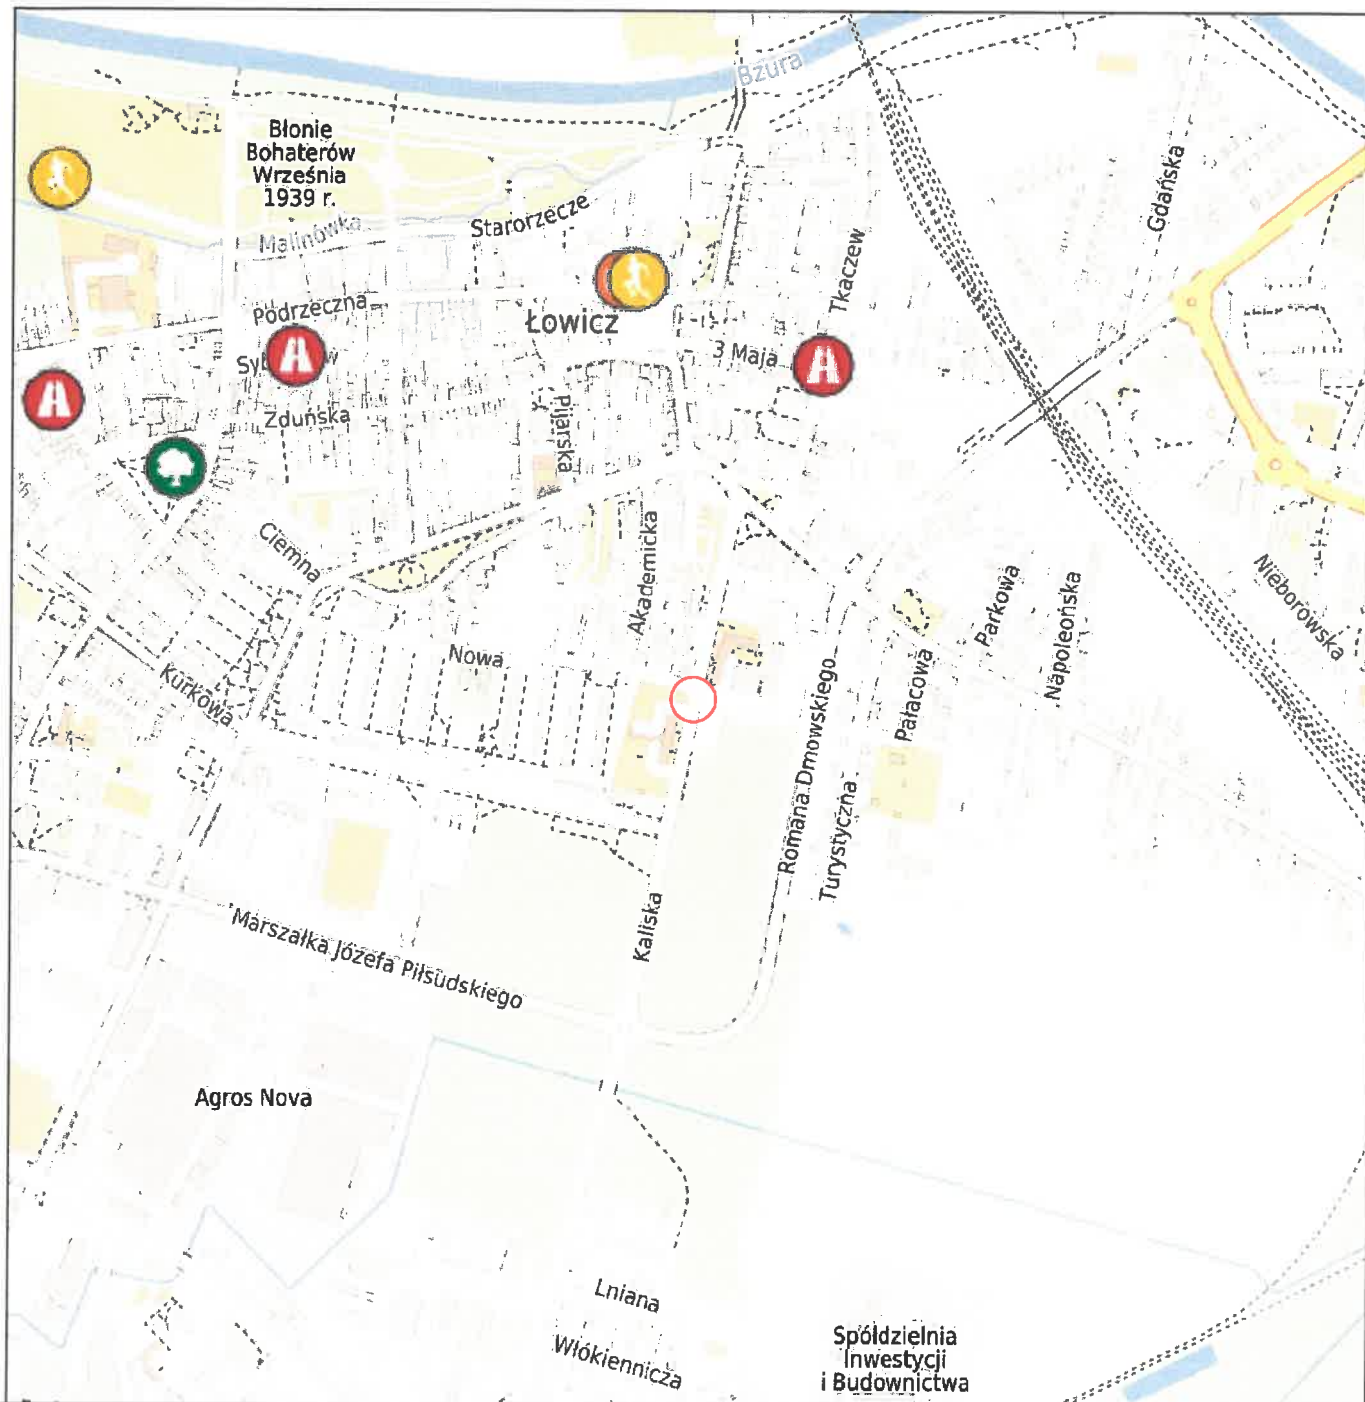 Bzura
Błonie
Bohaterów
Września
1939 r.
Gdańska
Starorzecze
Malinówka
Tkaczew
Podrzeczna
Łowicz
3 Maja
Zduńska
Pijarska
Ciemna
Akademicka
Parkowa
Napoleońska
Nieborowska
Nowa
Kurkowa
Romana Dmowskiego
Pałacowa
Turystyczna
Kaliska
Marszałka Józefa Piłsudskiego
Agros Nova
Lniana
Włókiennicza
Spółdzielnia
Inwestycji
i Budownictwa